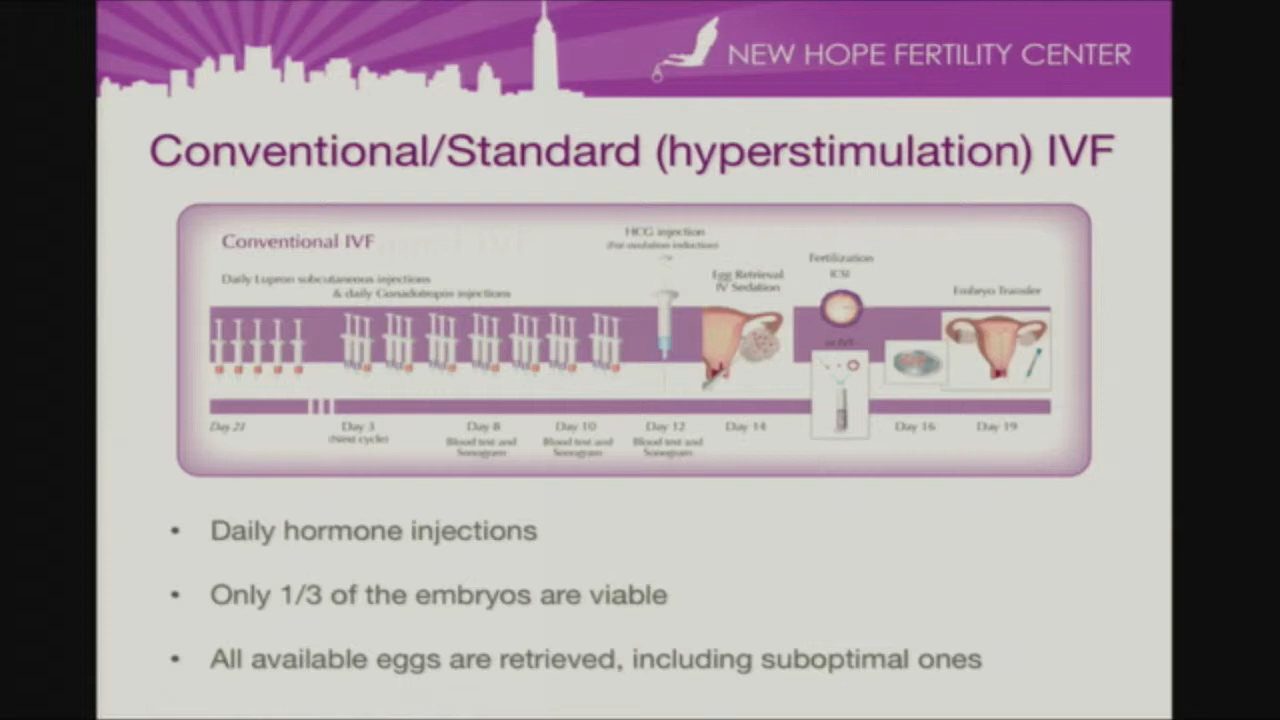 NEW HOPE FERTILITY CENTER
Conventional/Standard (hyperstimulation) IVF
Conventional IVF
HCG injection
(For ovulation induction)
Daily Lupron subcutaneous injections
& daily Gonadotropos injections
Egg Retrieval
IV Sedation
Fertilization
ICSI
or IVF
Embryo Transfer
Day 21
Day 3
(Next cycle)
Day 8
Blood test and
Sonogram
Day 10
Blood test and
Sonogram
Day 12
Blood test and
Sonogram
Day 14
Day 16
Day 19
• Daily hormone injections
• Only 1/3 of the embryos are viable
• All available eggs are retrieved, including suboptimal ones